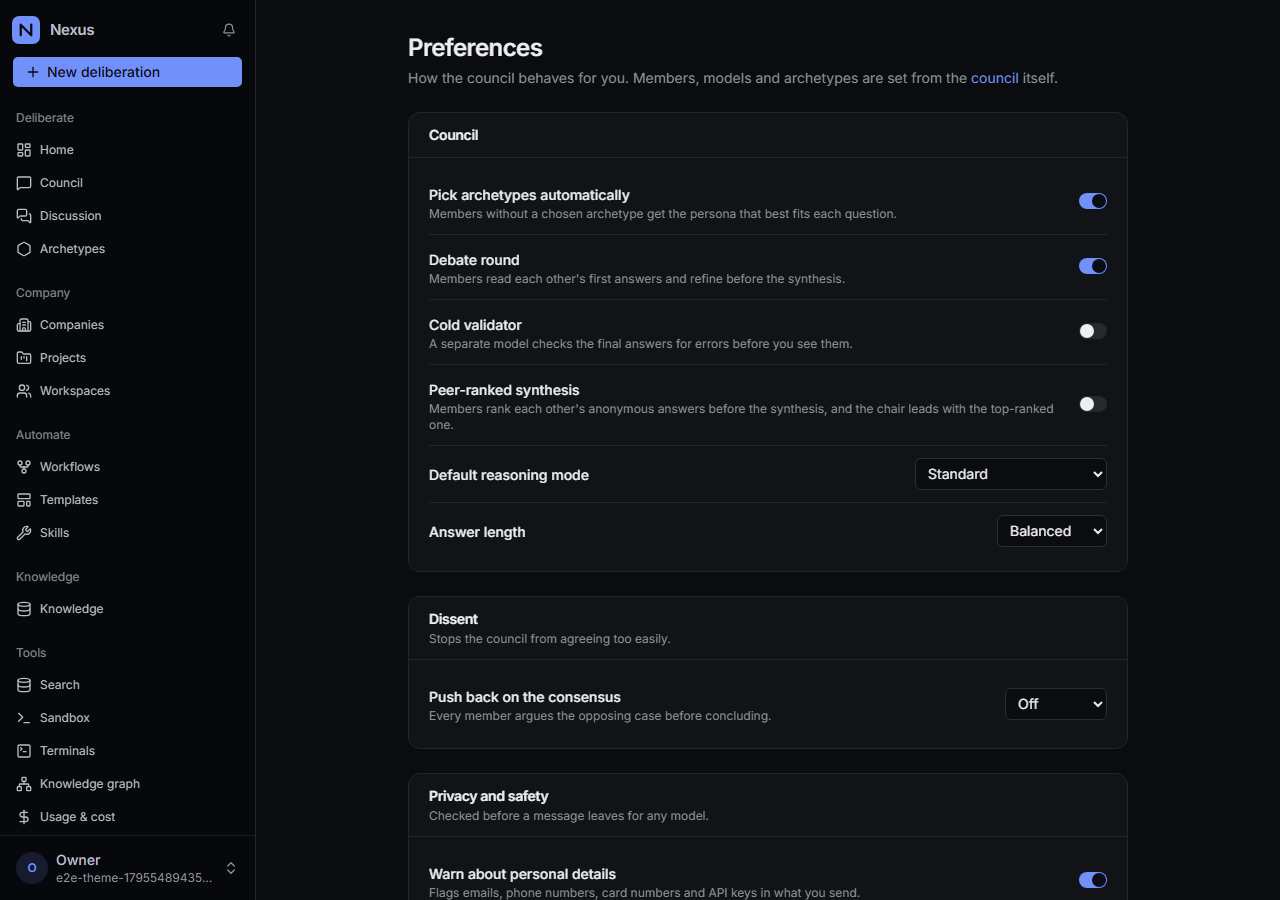 Nexus
New deliberation
Deliberate
Home
Council
Discussion
Archetypes
Company
Companies
Projects
Workspaces
Automate
Workflows
Templates
Skills
Knowledge
Knowledge
Tools
Search
Sandbox
Terminals
Knowledge graph
Usage & cost
O
Owner
e2e-theme-17955489435...
Preferences
How the council behaves for you. Members, models and archetypes are set from the council itself.
Council
Pick archetypes automatically
Members without a chosen archetype get the persona that best fits each question.
Debate round
Members read each other's first answers and refine before the synthesis.
Cold validator
A separate model checks the final answers for errors before you see them.
Peer-ranked synthesis
Members rank each other's anonymous answers before the synthesis, and the chair leads with the top-ranked
one.
Default reasoning mode
Standard
Answer length
Balanced
Dissent
Stops the council from agreeing too easily.
Push back on the consensus
Every member argues the opposing case before concluding.
Off
Privacy and safety
Checked before a message leaves for any model.
Warn about personal details
Flags emails, phone numbers, card numbers and API keys in what you send.